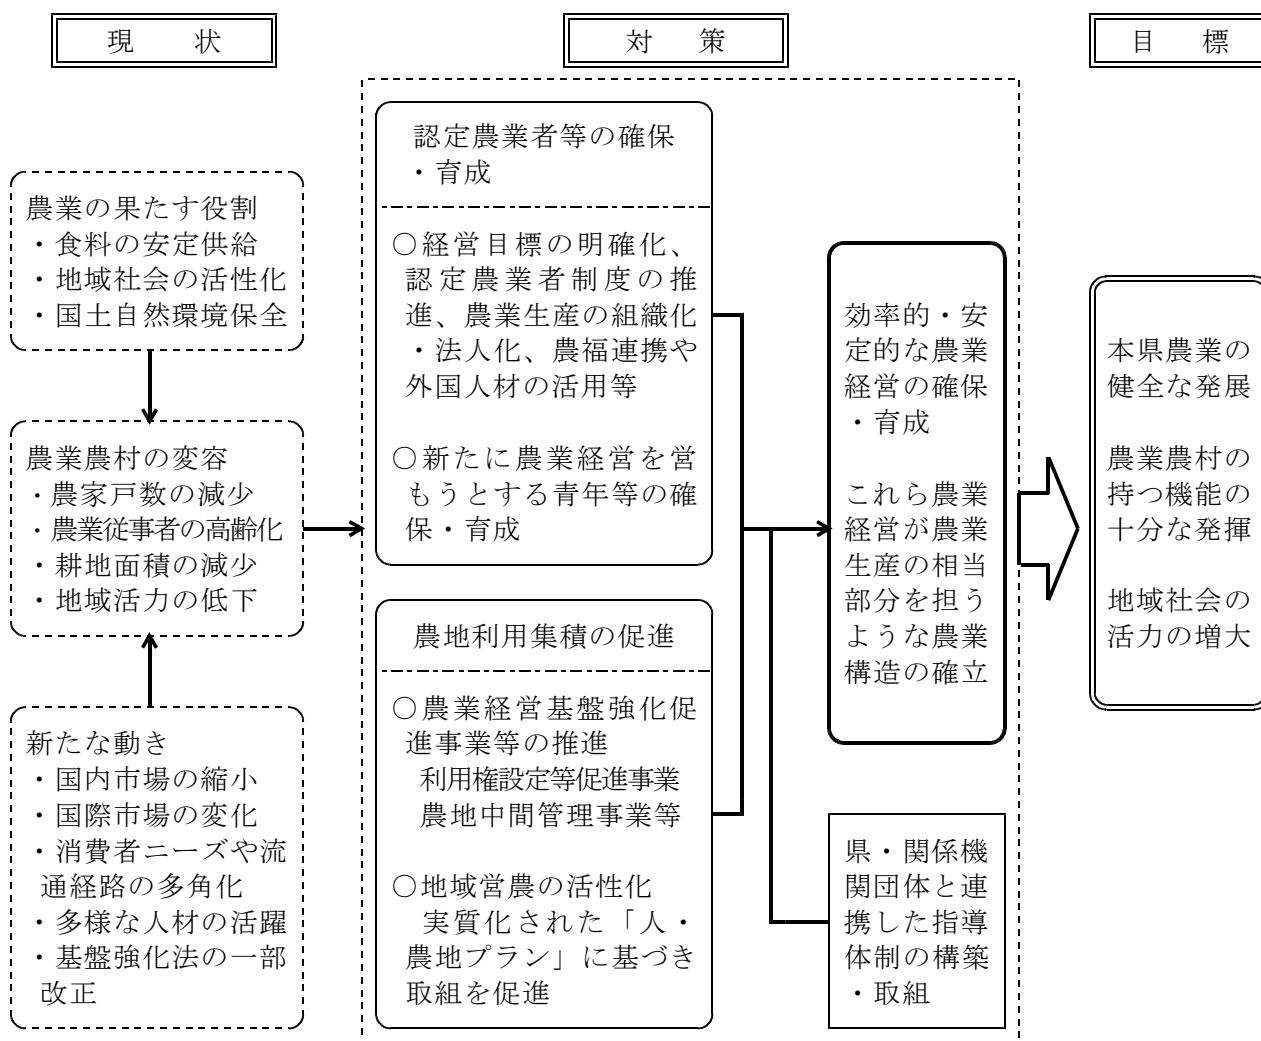 現　状
対　策
目　標
農業の果たす役割
・食料の安定供給
・地域社会の活性化
・国土自然環境保全
農業農村の変容
・農家戸数の減少
・農業従事者の高齢化
・耕地面積の減少
・地域活力の低下
新たな動き
・国内市場の縮小
・国際市場の変化
・消費者ニーズや流
通経路の多角化
・多様な人材の活躍
・基盤強化法の一部
改正
認定農業者等の確保
・育成
○経営目標の明確化、
認定農業者制度の推
進、農業生産の組織化
・法人化、農福連携や
外国人材の活用等
○新たに農業経営を営
もうとする青年等の確
保・育成
農地利用集積の促進
○農業経営基盤強化促
進事業等の推進
利用権設定等促進事業
農地中間管理事業等
○地域営農の活性化
実質化された「人・
農地プラン」に基づき
取組を促進
効率的・安
定的な農業
経営の確保
・育成
これら農業
経営が農業
生産の相当
部分を担う
ような農業
構造の確立
県・関係機
関団体と連
携した指導
体制の構築
・取組
本県農業の
健全な発展
農業農村の
持つ機能の
十分な発揮
地域社会の
活力の増大